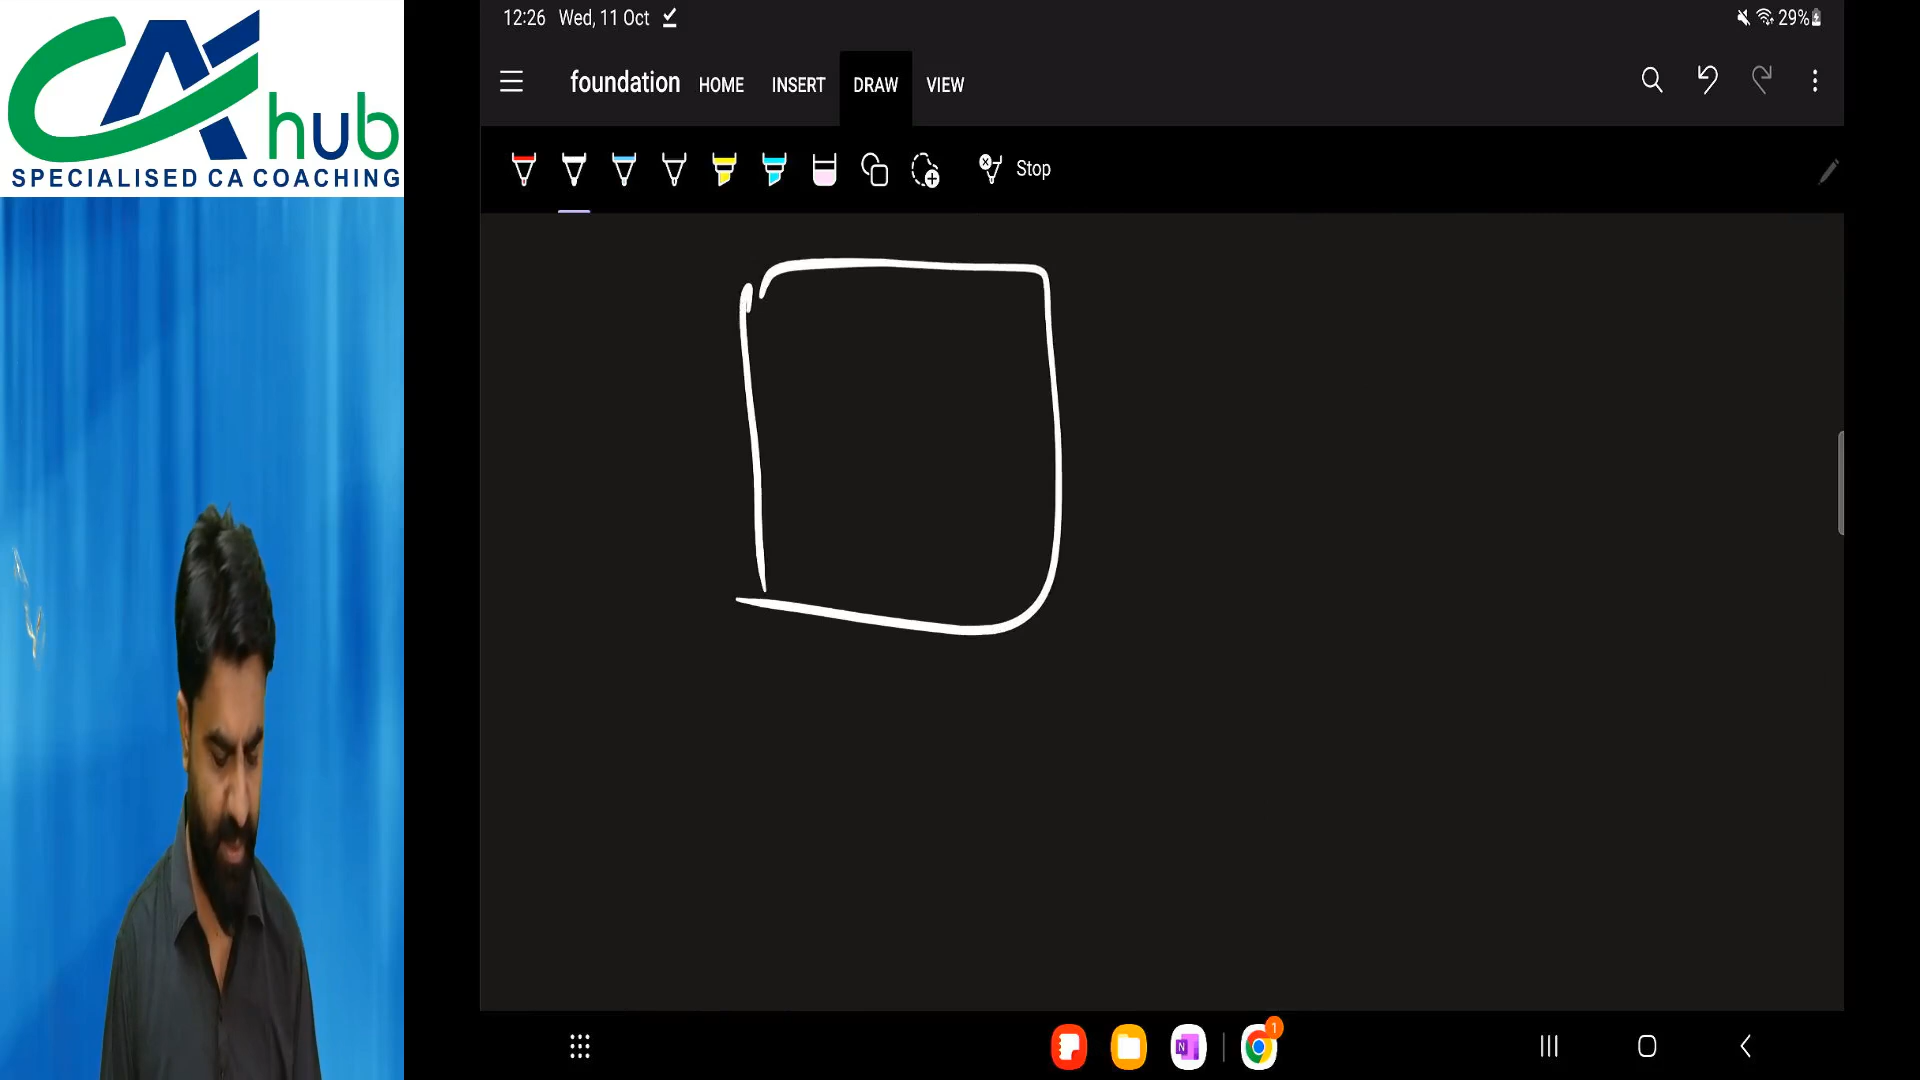 CA hub
SPECIALISED CA COACHING
12:26 Wed, 11 Oct
29%
foundation HOME INSERT DRAW VIEW
Stop
N
1